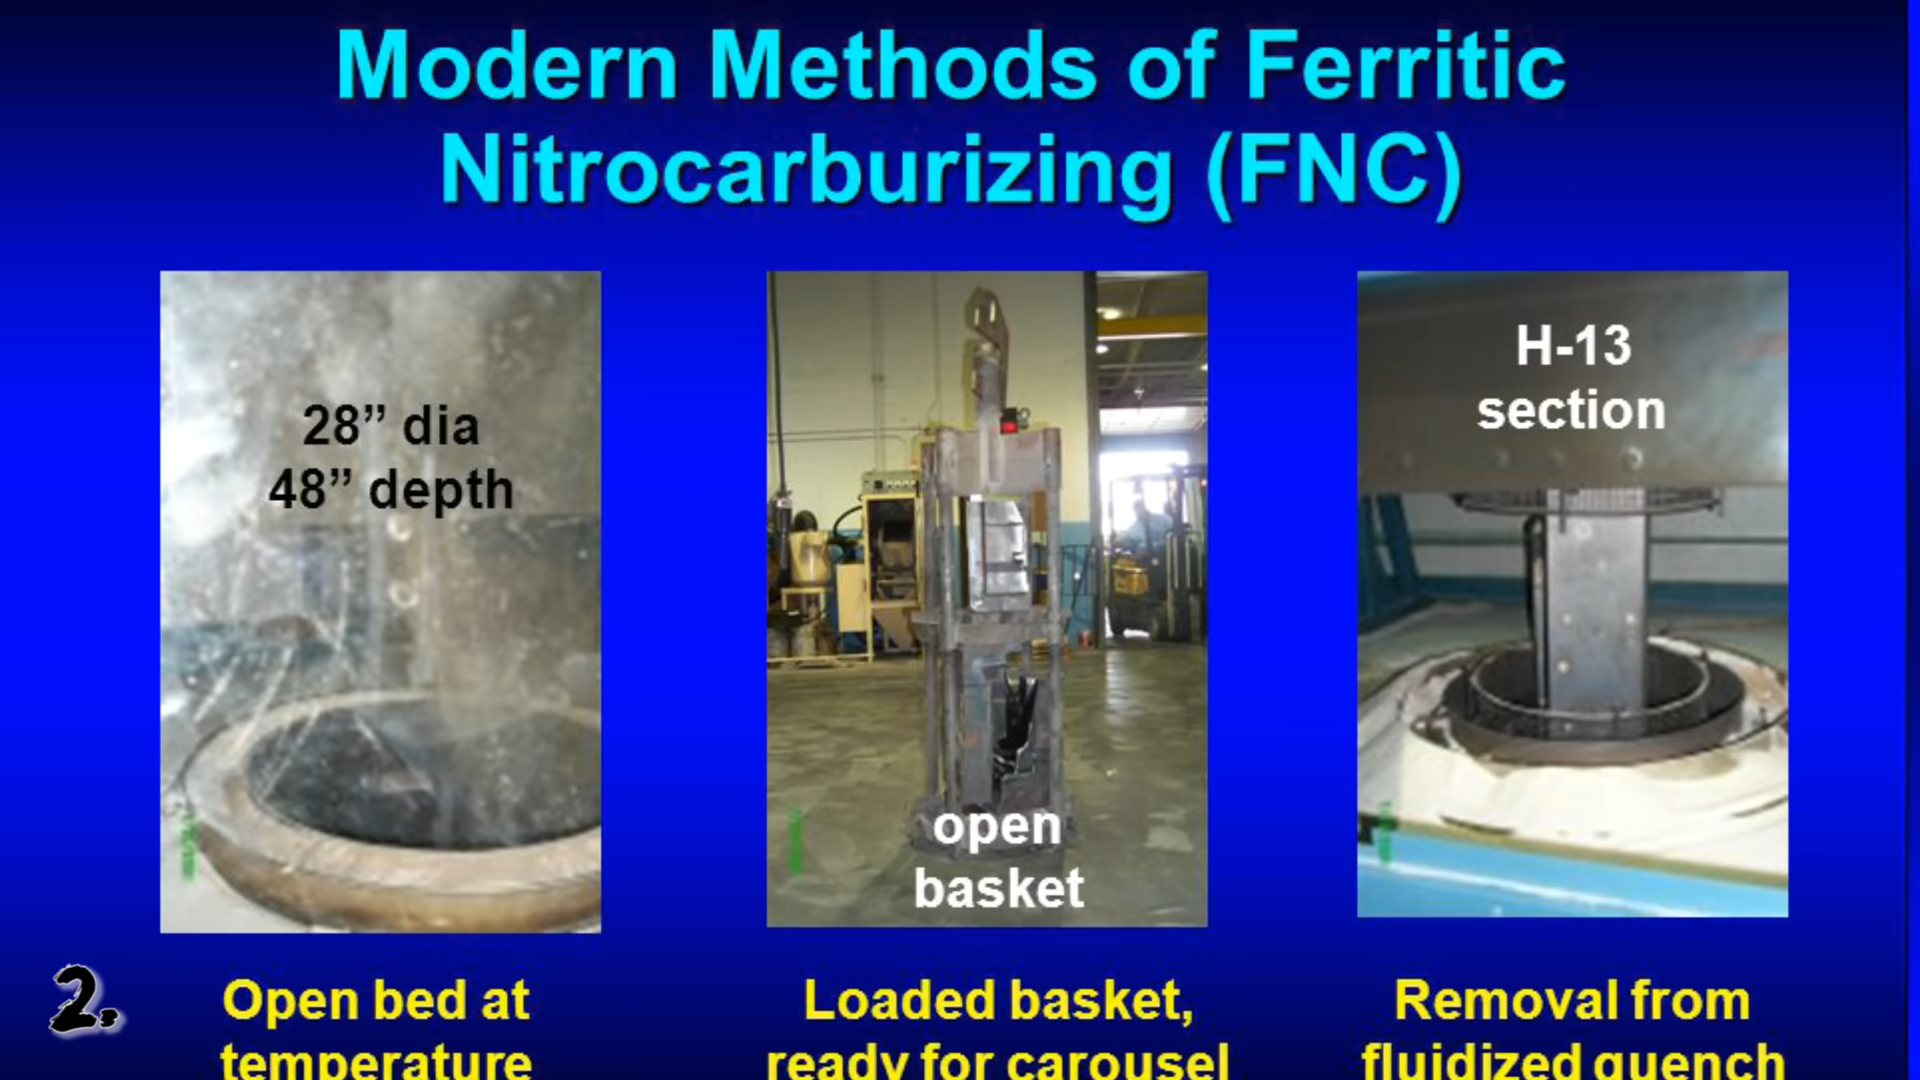 Modern Methods of Ferritic
Nitrocarburizing (FNC)
28” dia
48” depth
open
basket
H-13
section
2.
Open bed at
temperature
Loaded basket,
ready for carousel
Removal from
fluidized quench